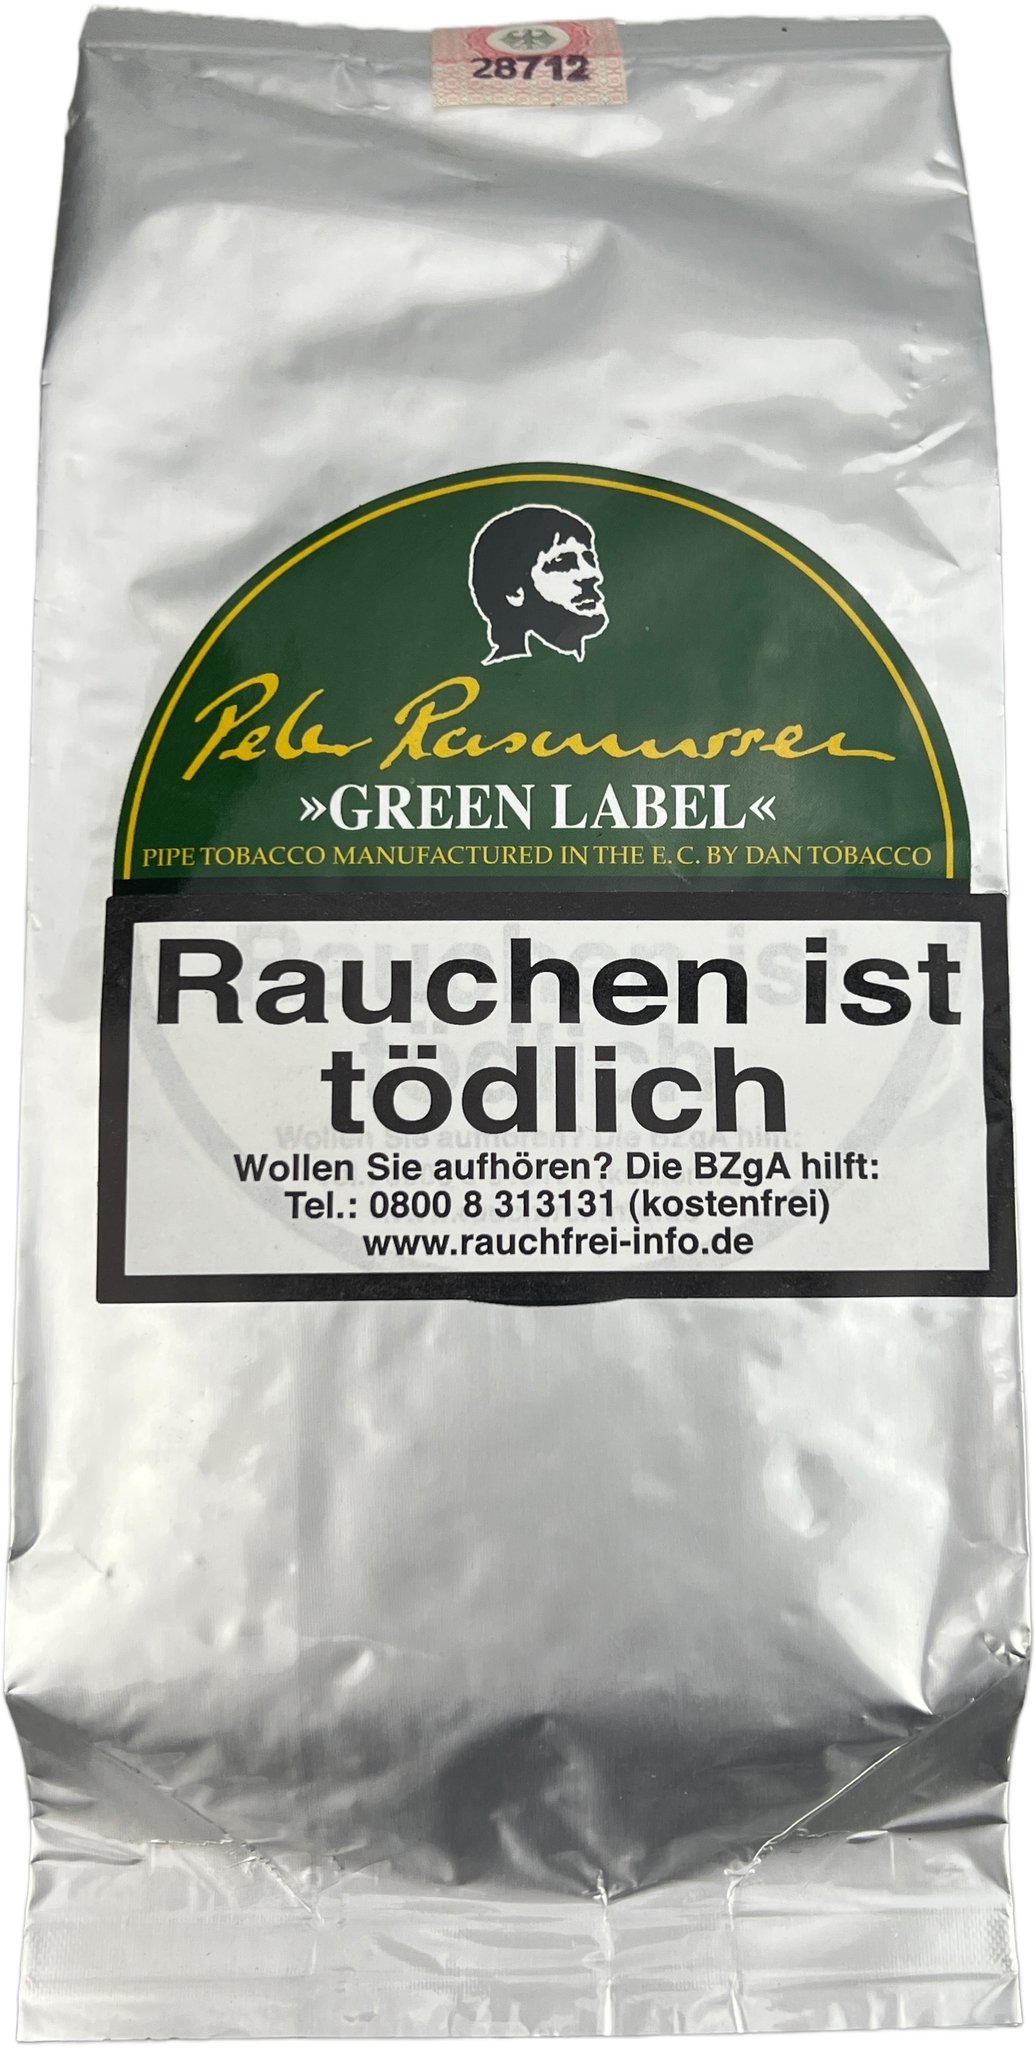 28712
Peter Rasmussen
»GREEN LABEL«
PIPE TOBACCO MANUFACTURED IN THE E.C. BY DAN TOBACCO
Rauchen ist
tödlich
Wollen Sie aufhören? Die BZgA hilft:
Tel.: 0800 8 313131 (kostenfrei)
www.rauchfrei-info.de